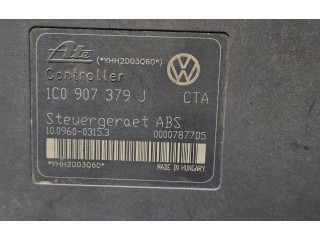 Ate (*YHH2D03Q60*)
Controller
1C0 907 379 J CTA
Steuergeraet ABS
10.0960-0315.3 00007877D5
*YHH2D03Q60* MADE IN HUNGARY